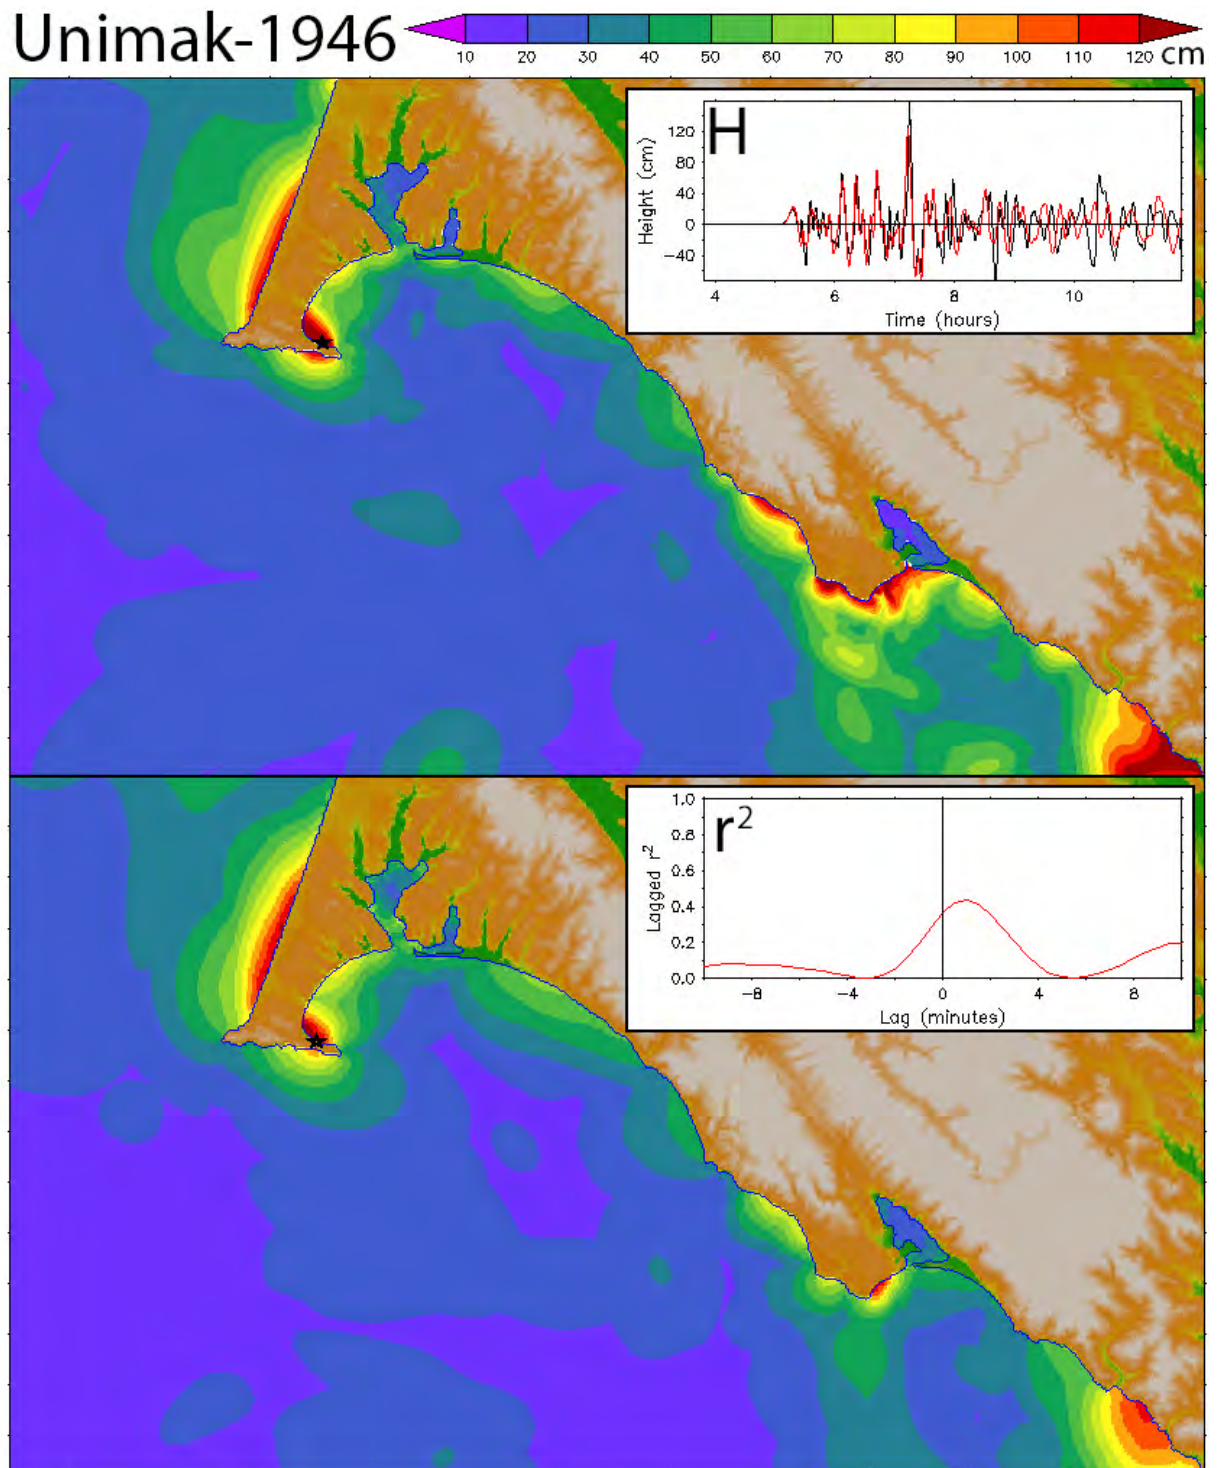 Unimak-1946
10 20 30 40 50 60 70 80 90 100 110 120 cm
H
Height (cm)
120
80
40
0
−40
4 6 8 10
Time (hours)
r²
Lagged r²
1.0
0.8
0.6
0.4
0.2
0.0
−8 −4 0 4 8
Lag (minutes)